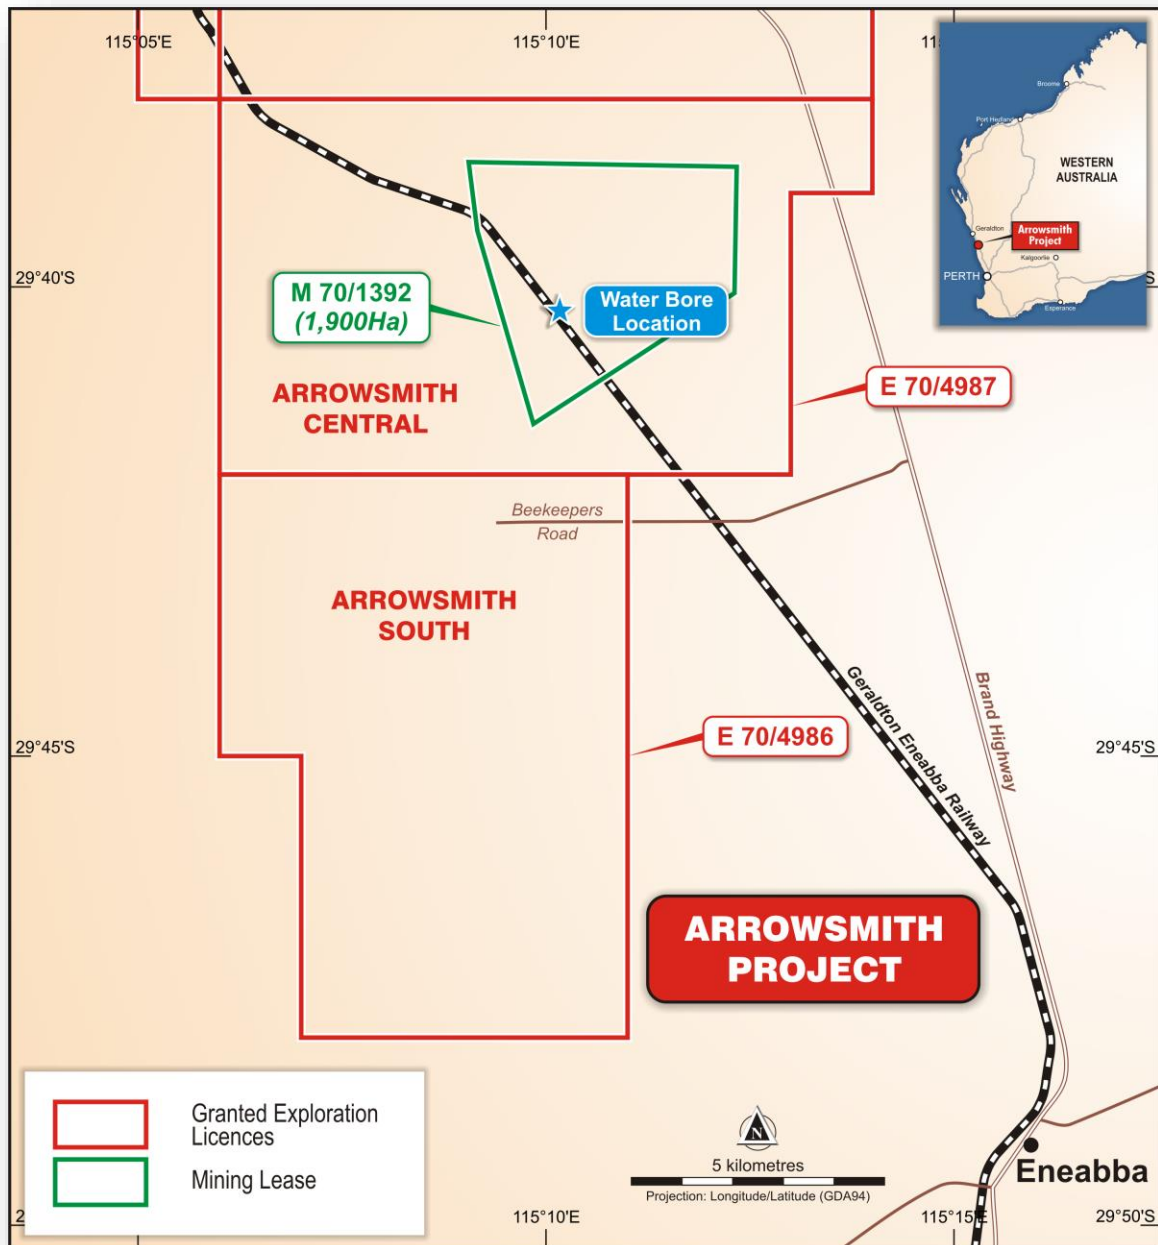 115°05'E
115°10'E
115°
Broome
Port Hedland
WESTERN
AUSTRALIA
Geraldton
Arrowsmith
Project
Kalgoorlie
PERTH
Esperance
29°40'S
S
M 70/1392
(1,900Ha)
Water Bore
Location
ARROWSMITH
CENTRAL
E 70/4987
Beekeepers
Road
ARROWSMITH
SOUTH
Geraldton Eneabba Railway
Brand Highway
29°45'S
E 70/4986
29°45'S
ARROWSMITH
PROJECT
Granted Exploration
Licences
Mining Lease
N
5 kilometres
Projection: Longitude/Latitude (GDA94)
Eneabba
2
115°10'E
115°15'E
29°50'S